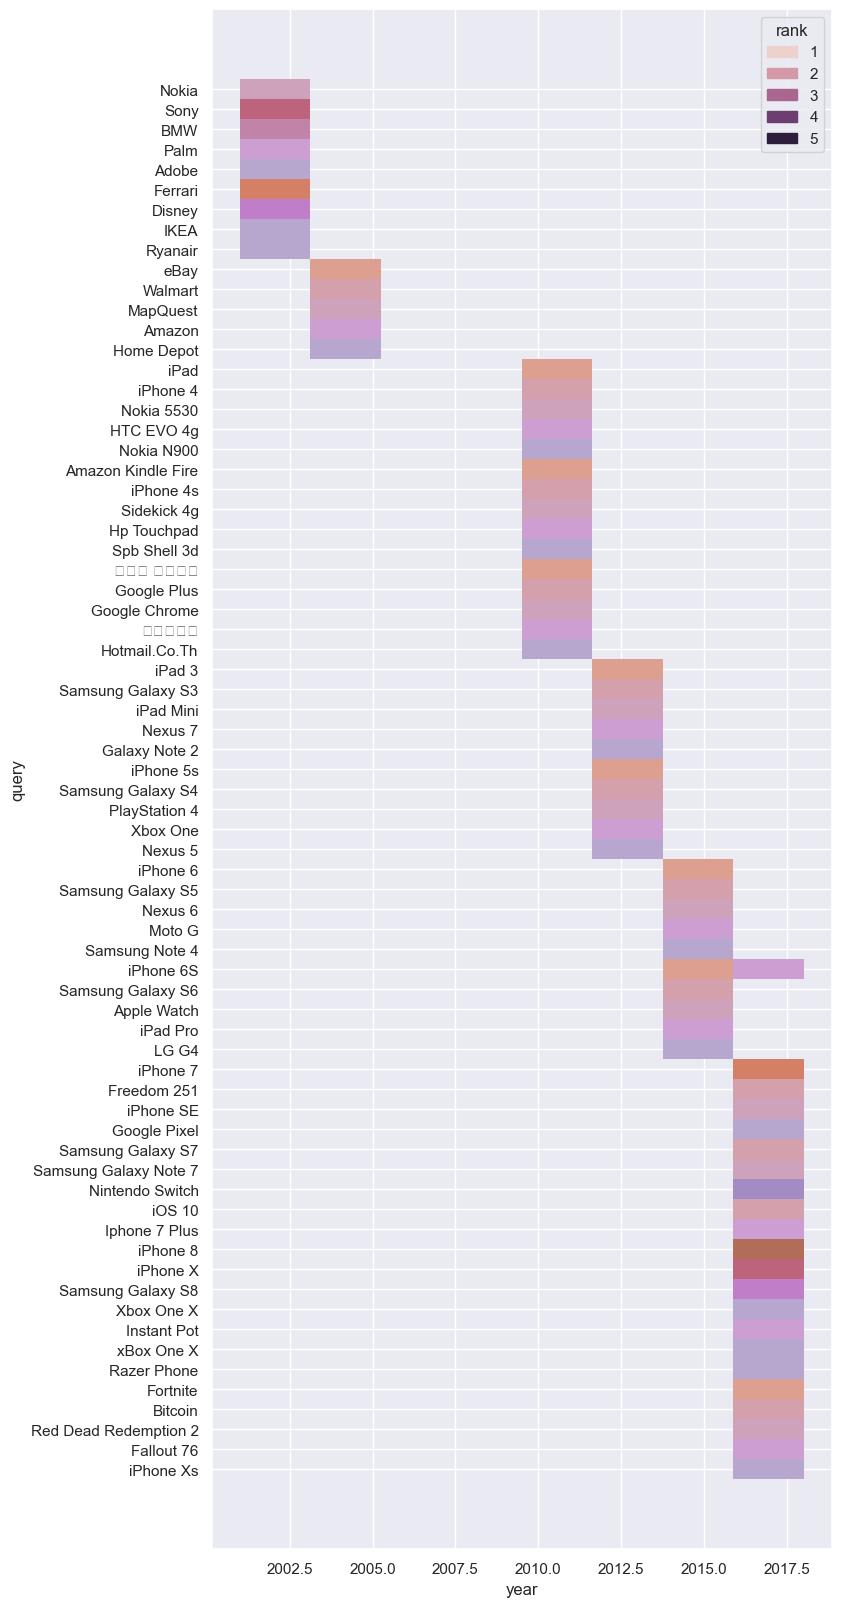 rank
1
2
3
4
5
Nokia
Sony
BMW
Palm
Adobe
Ferrari
Disney
IKEA
Ryanair
eBay
Walmart
MapQuest
Amazon
Home Depot
iPad
iPhone 4
Nokia 5530
HTC EVO 4g
Nokia N900
Amazon Kindle Fire
iPhone 4s
Sidekick 4g
Hp Touchpad
Spb Shell 3d
Google Plus
Google Chrome
Hotmail.Co.Th
iPad 3
Samsung Galaxy S3
iPad Mini
Nexus 7
Galaxy Note 2
iPhone 5s
Samsung Galaxy S4
PlayStation 4
Xbox One
Nexus 5
iPhone 6
Samsung Galaxy S5
Nexus 6
Moto G
Samsung Note 4
iPhone 6S
Samsung Galaxy S6
Apple Watch
iPad Pro
LG G4
iPhone 7
Freedom 251
iPhone SE
Google Pixel
Samsung Galaxy S7
Samsung Galaxy Note 7
Nintendo Switch
iOS 10
Iphone 7 Plus
iPhone 8
iPhone X
Samsung Galaxy S8
Xbox One X
Instant Pot
xBox One X
Razer Phone
Fortnite
Bitcoin
Red Dead Redemption 2
Fallout 76
iPhone Xs
query
2002.5 2005.0 2007.5 2010.0 2012.5 2015.0 2017.5
year